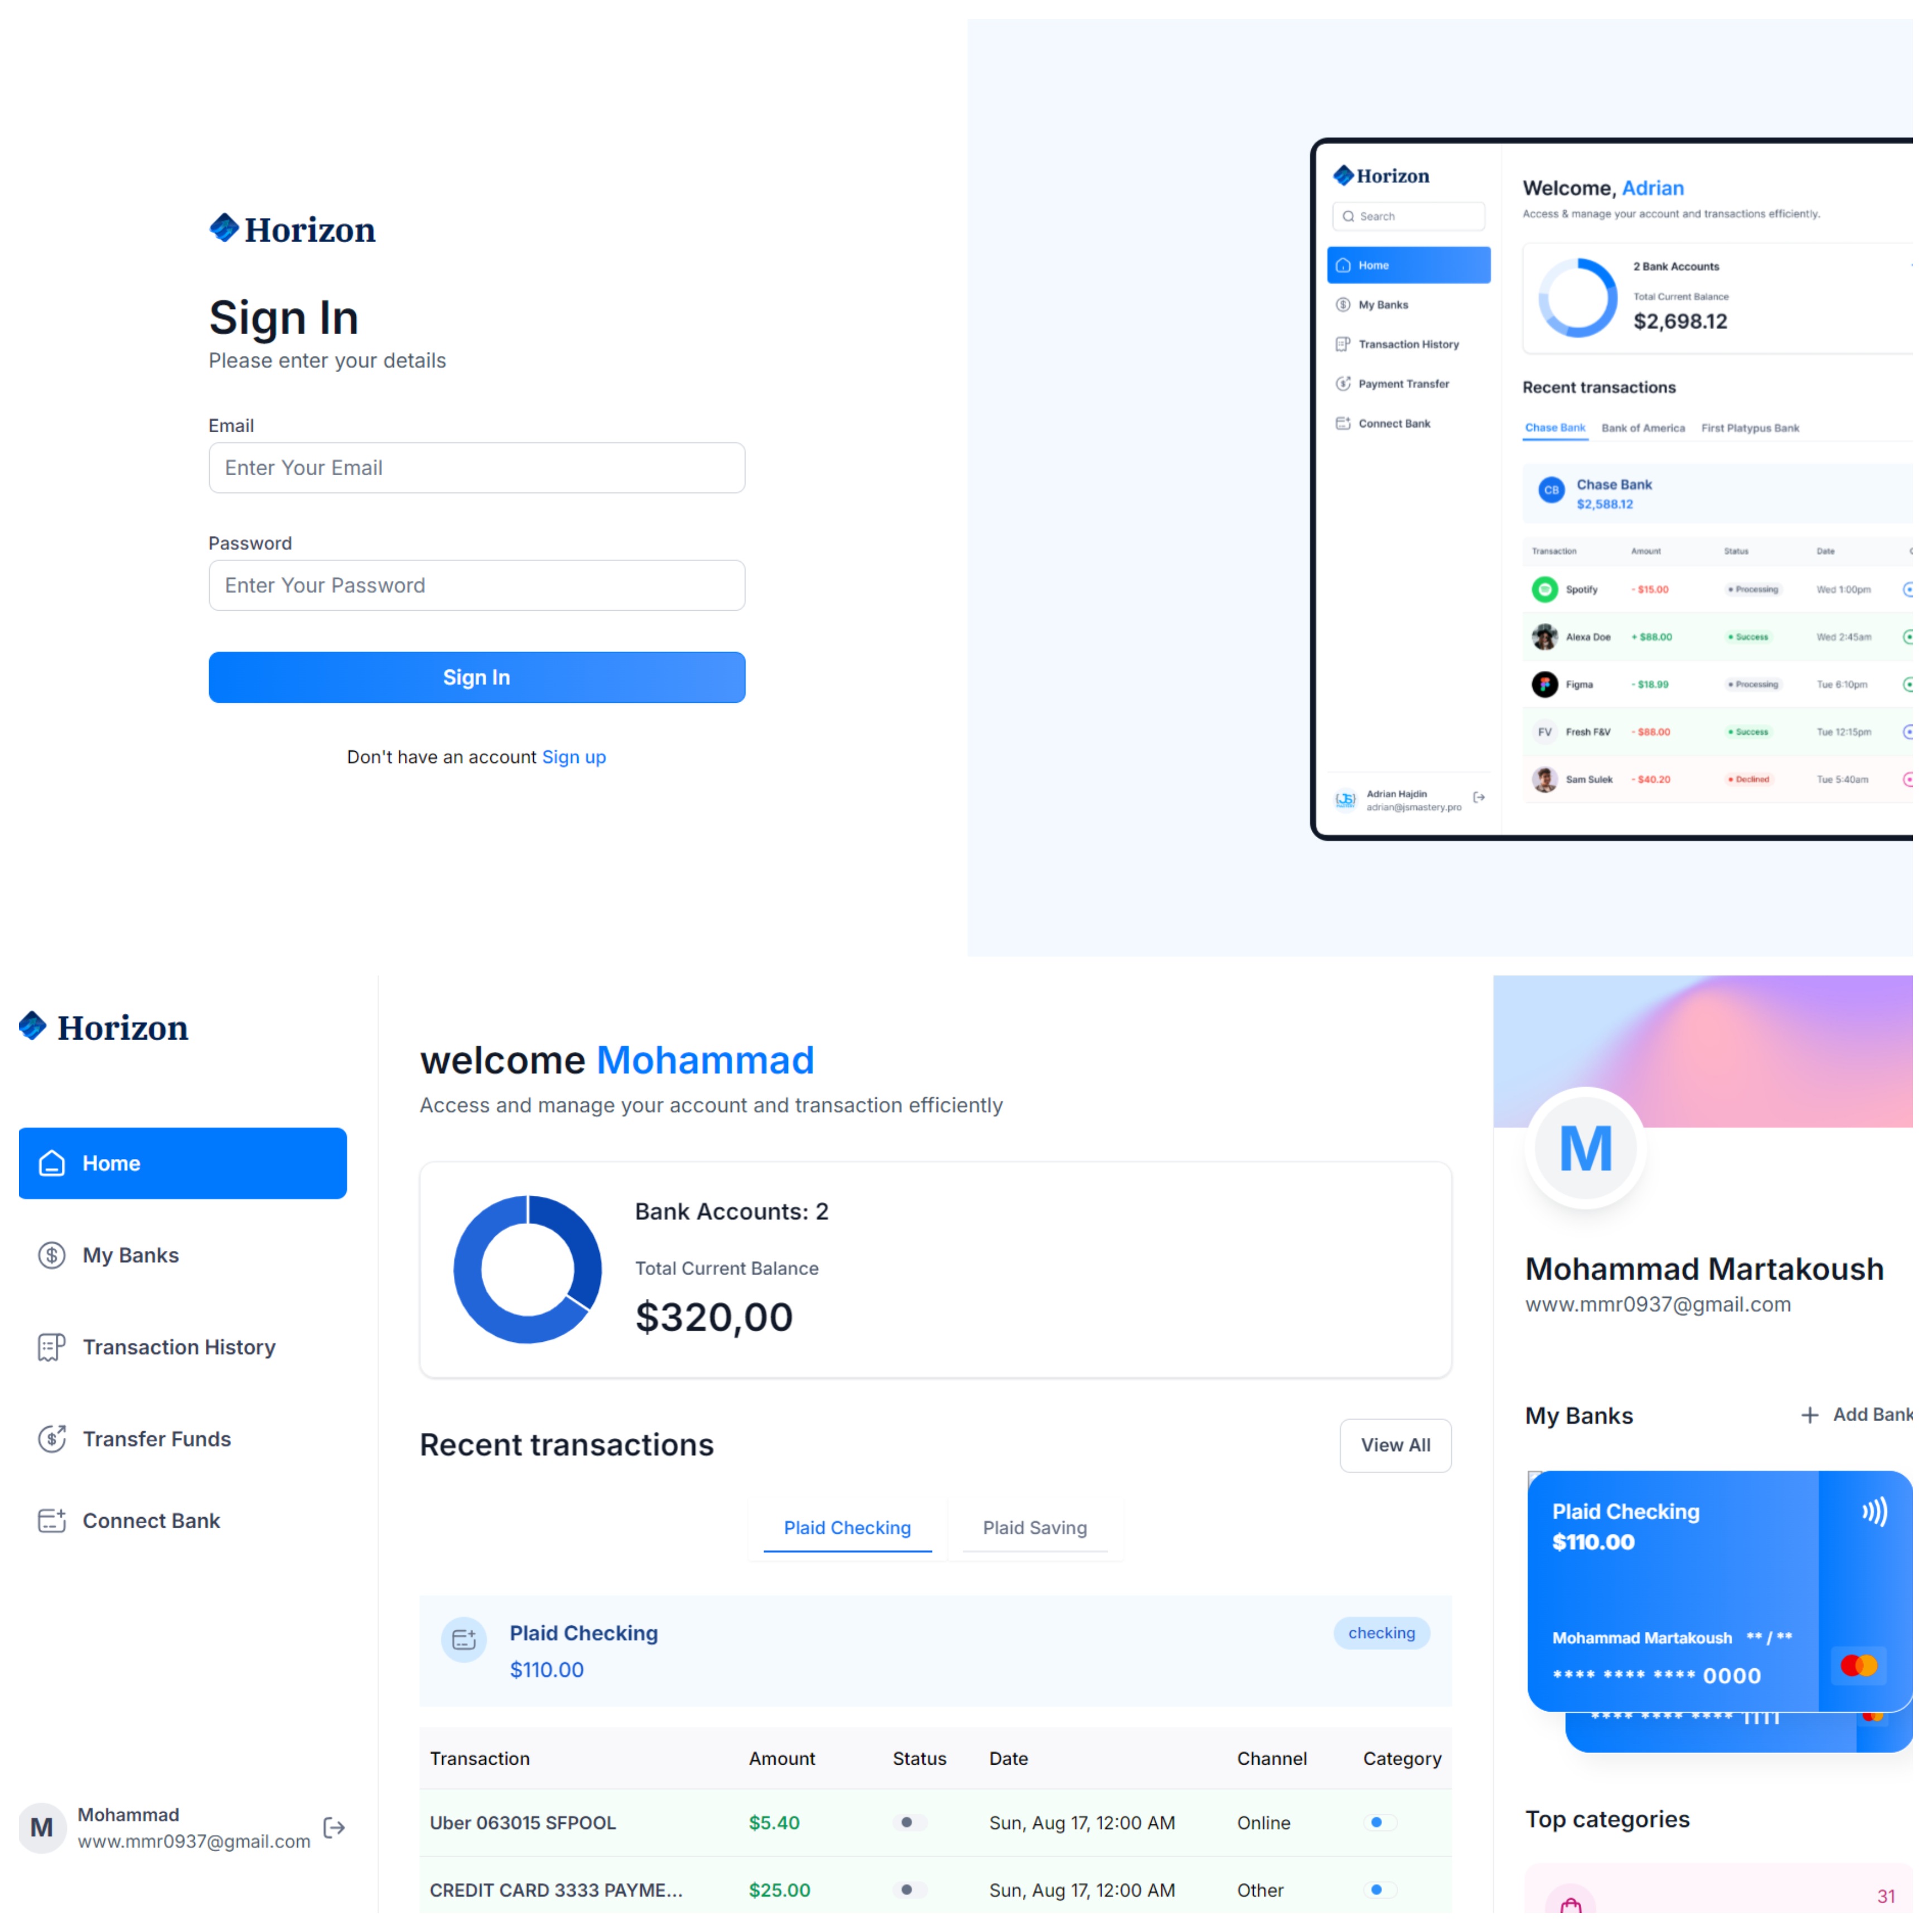 Horizon
Sign In
Please enter your details
Email
Enter Your Email
Password
Enter Your Password
Sign In
Don't have an account Sign up
Horizon
Search
Home
My Banks
Transaction History
Payment Transfer
Connect Bank
Adrian Hajdin
adrian@jsmastery.pro
Welcome, Adrian
Access & manage your account and transactions efficiently.
2 Bank Accounts
Total Current Balance
$2,698.12
Recent transactions
Chase Bank Bank of America First Platypus Bank
CB Chase Bank
$2,588.12
Transaction Amount Status Date
Spotify - $15.00 Processing Wed 1:00pm
Alexa Doe + $88.00 Success Wed 2:45am
Figma - $18.99 Processing Tue 6:10pm
FV Fresh F&V - $88.00 Success Tue 12:15pm
Sam Sulek - $40.20 Declined Tue 5:40am
Horizon
Home
My Banks
Transaction History
Transfer Funds
Connect Bank
M Mohammad
www.mmr0937@gmail.com
welcome Mohammad
Access and manage your account and transaction efficiently
Bank Accounts: 2
Total Current Balance
$320,00
Recent transactions
View All
Plaid Checking Plaid Saving
Plaid Checking
$110.00
checking
Transaction Amount Status Date Channel Category
Uber 063015 SFPOOL $5.40 Sun, Aug 17, 12:00 AM Online
CREDIT CARD 3333 PAYME... $25.00 Sun, Aug 17, 12:00 AM Other
M
Mohammad Martakoush
www.mmr0937@gmail.com
My Banks
+ Add Bank
Plaid Checking
$110.00
Mohammad Martakoush ** / **
**** **** **** 0000
**** **** **** 1111
Top categories
31